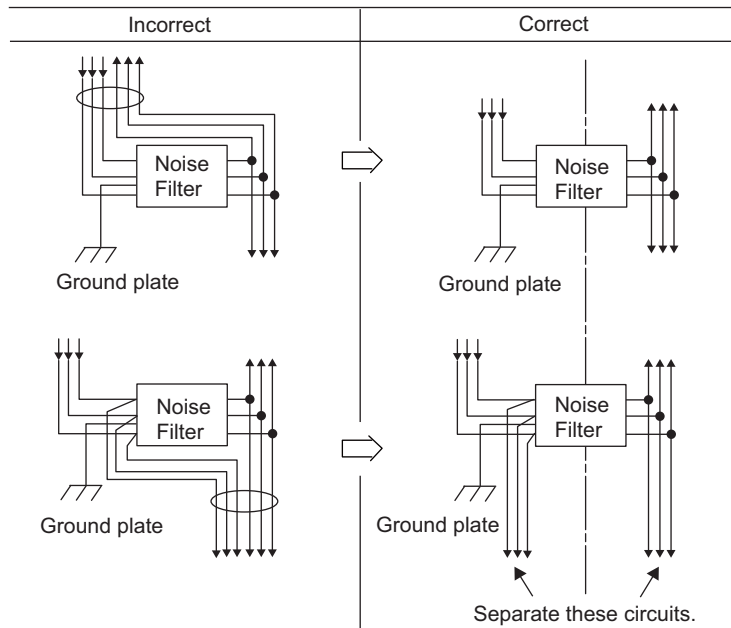 Incorrect
Correct
Noise
Filter
Ground plate
Noise
Filter
Ground plate
Noise
Filter
Ground plate
Noise
Filter
Ground plate
Separate these circuits.